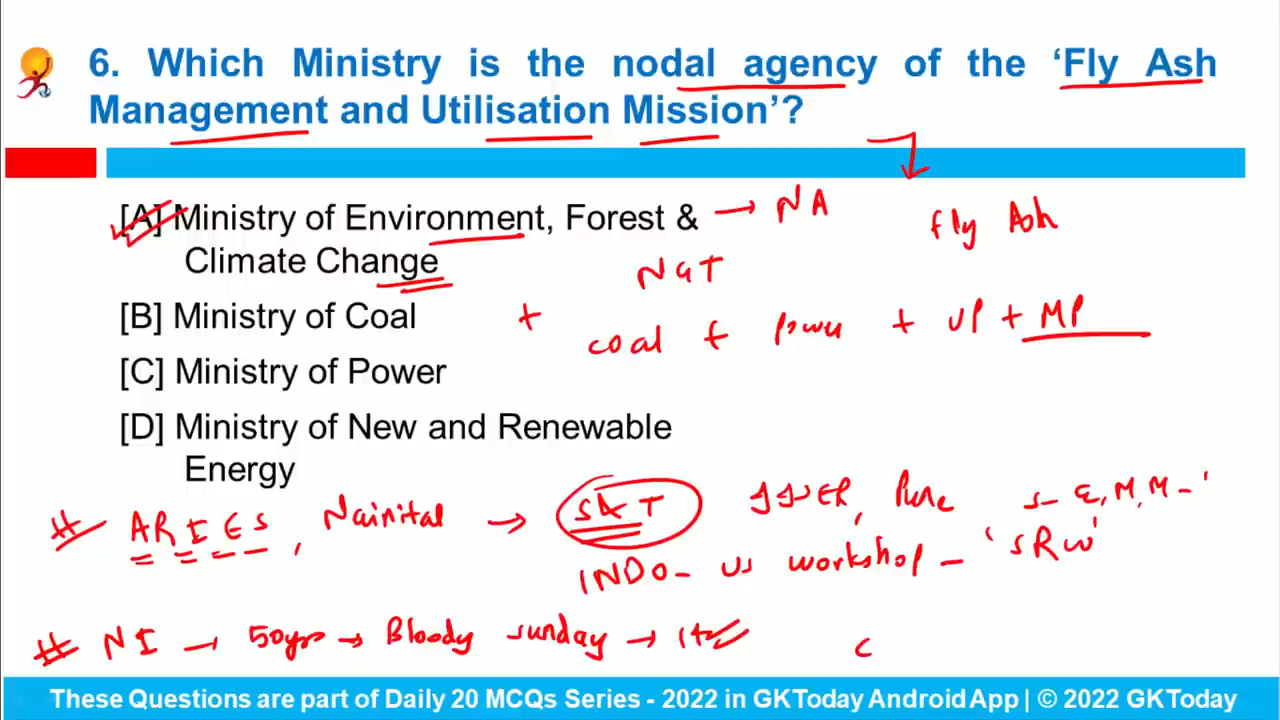 6. Which Ministry is the nodal agency of the ‘Fly Ash
Management and Utilisation Mission’?
[A] Ministry of Environment, Forest & → NA
Fly Ash
Climate Change
NGT
[B] Ministry of Coal
+ coal + power + UP + MP
[C] Ministry of Power
[D] Ministry of New and Renewable
Energy
# ARIES, Nainital → S&T IISER, Pune S-E, M, M-'
INDO-US workshop - 'SRW'
# NI → 50yrs → Bloody Sunday →
These Questions are part of Daily 20 MCQs Series - 2022 in GKToday Android App | © 2022 GKToday